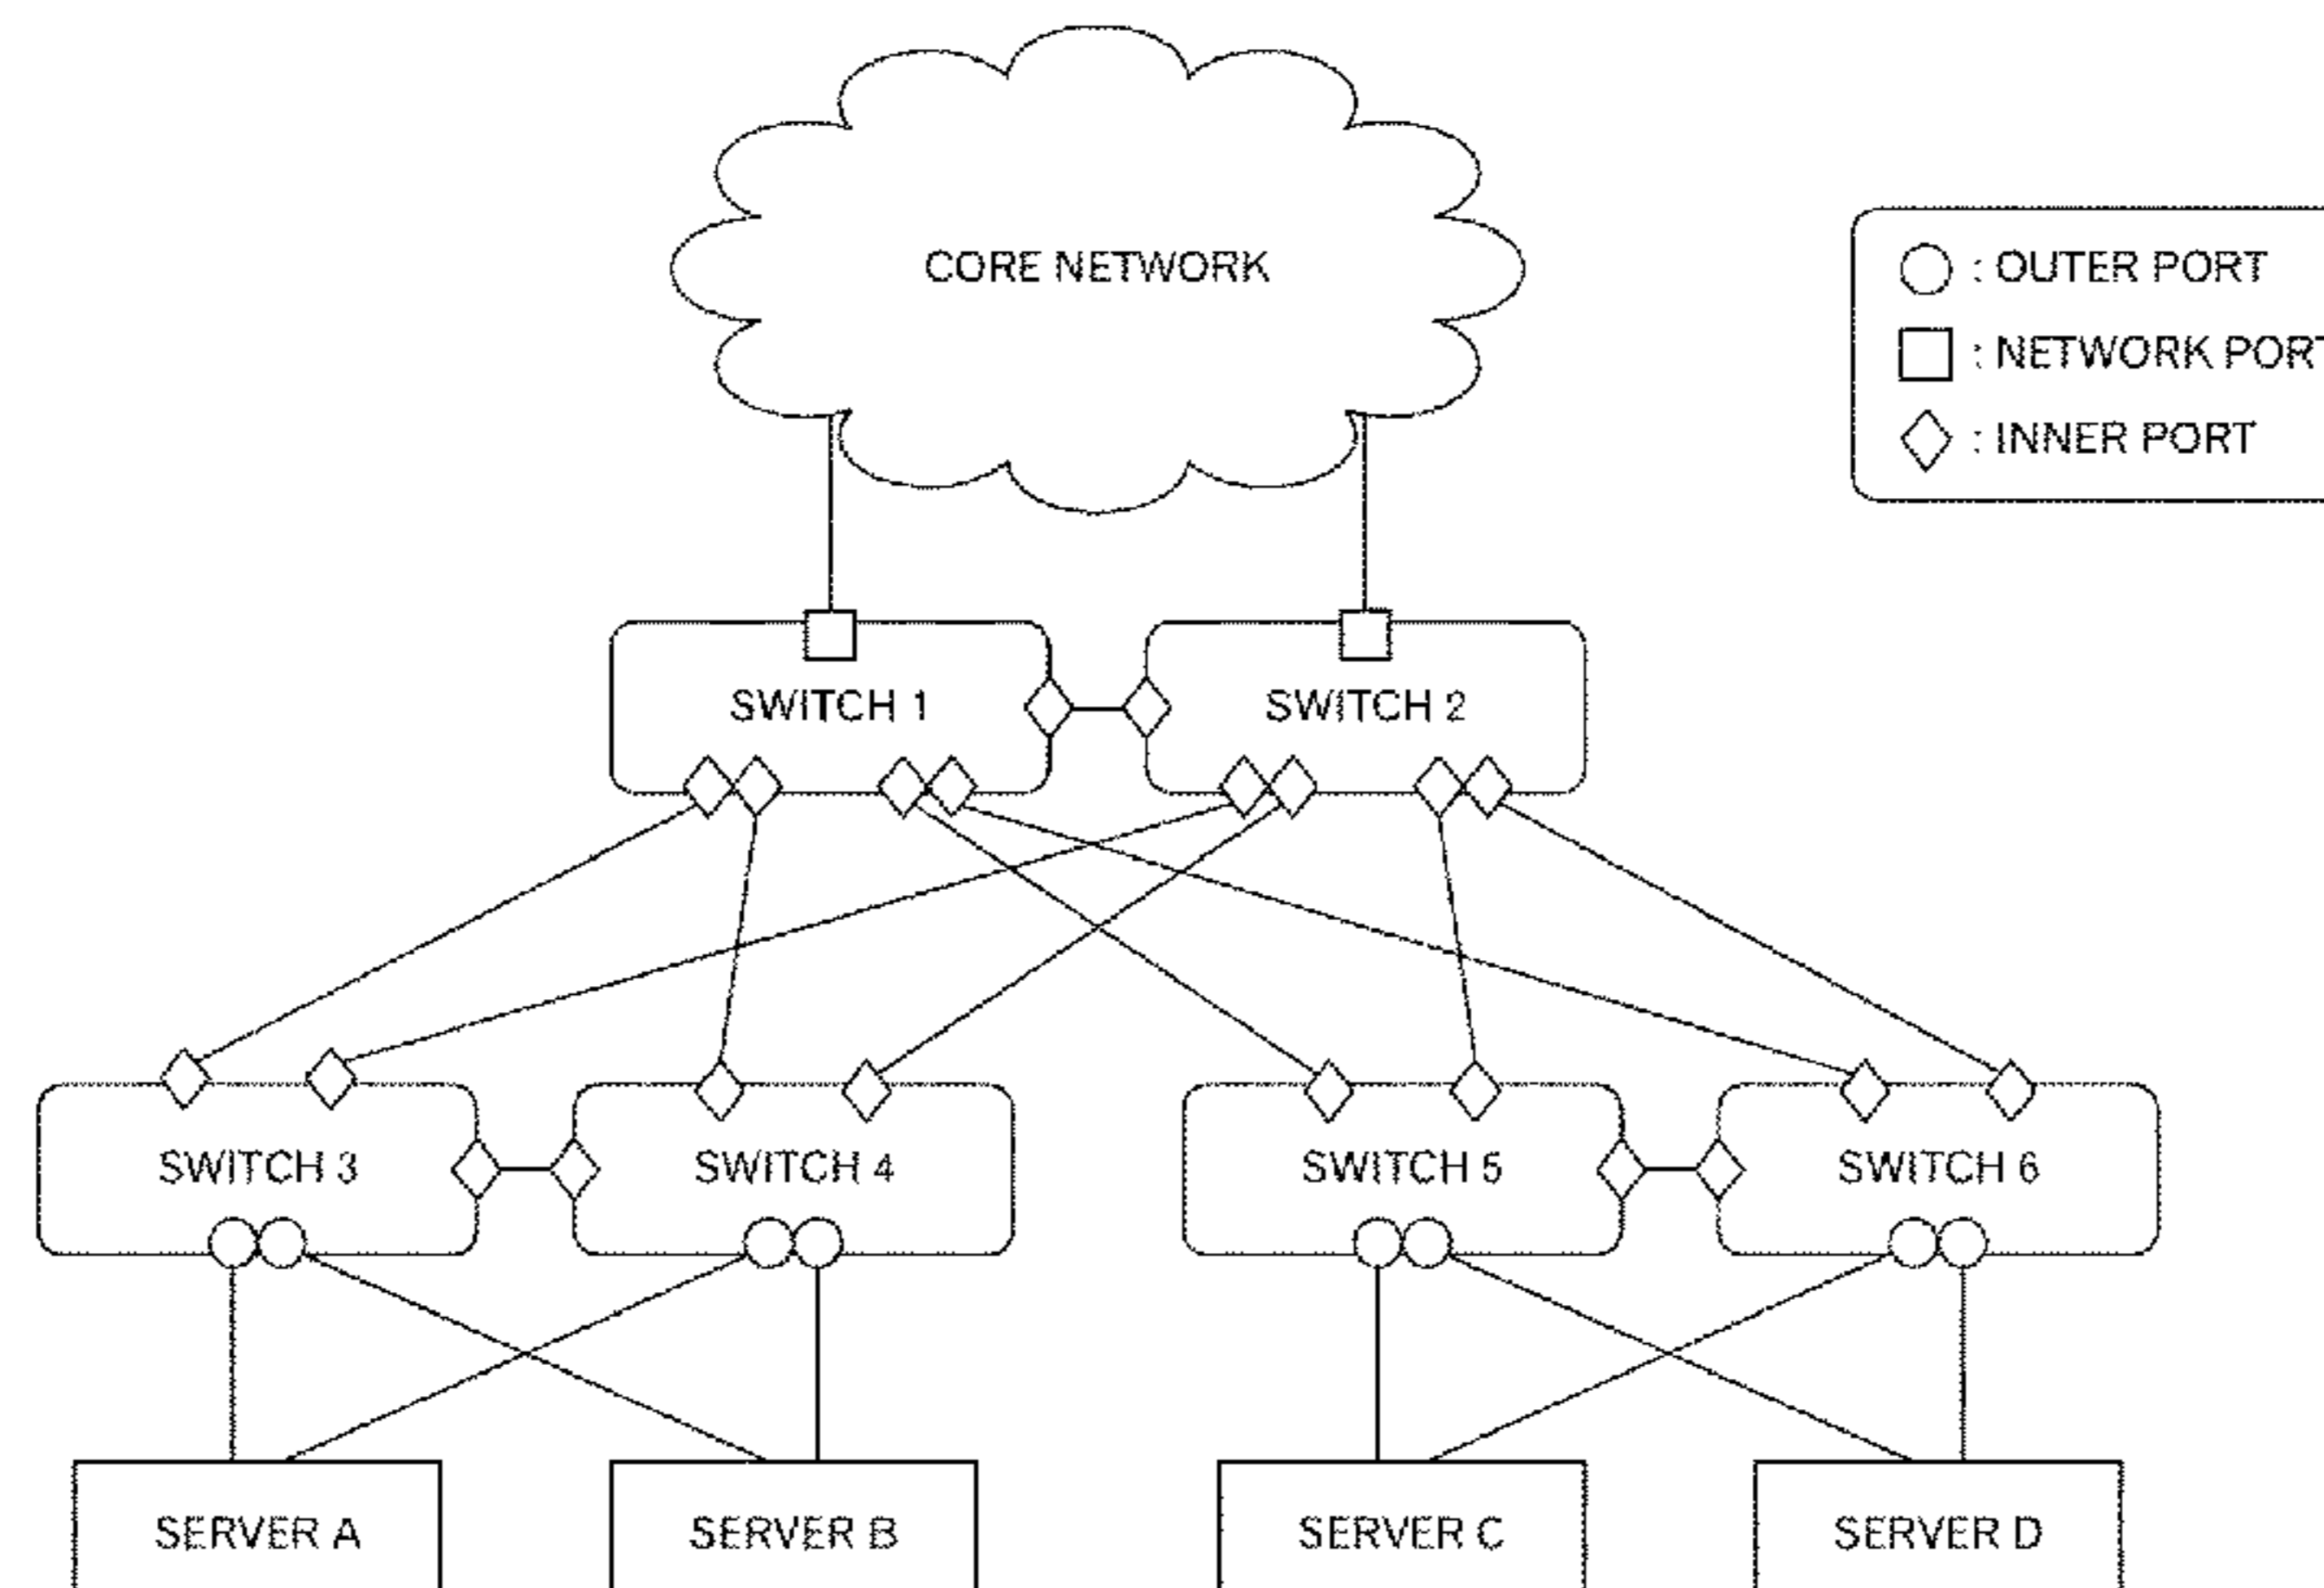 CORE NETWORK
: OUTER PORT
: NETWORK PORT
: INNER PORT
SWITCH 1
SWITCH 2
SWITCH 3
SWITCH 4
SWITCH 5
SWITCH 6
SERVER A
SERVER B
SERVER C
SERVER D